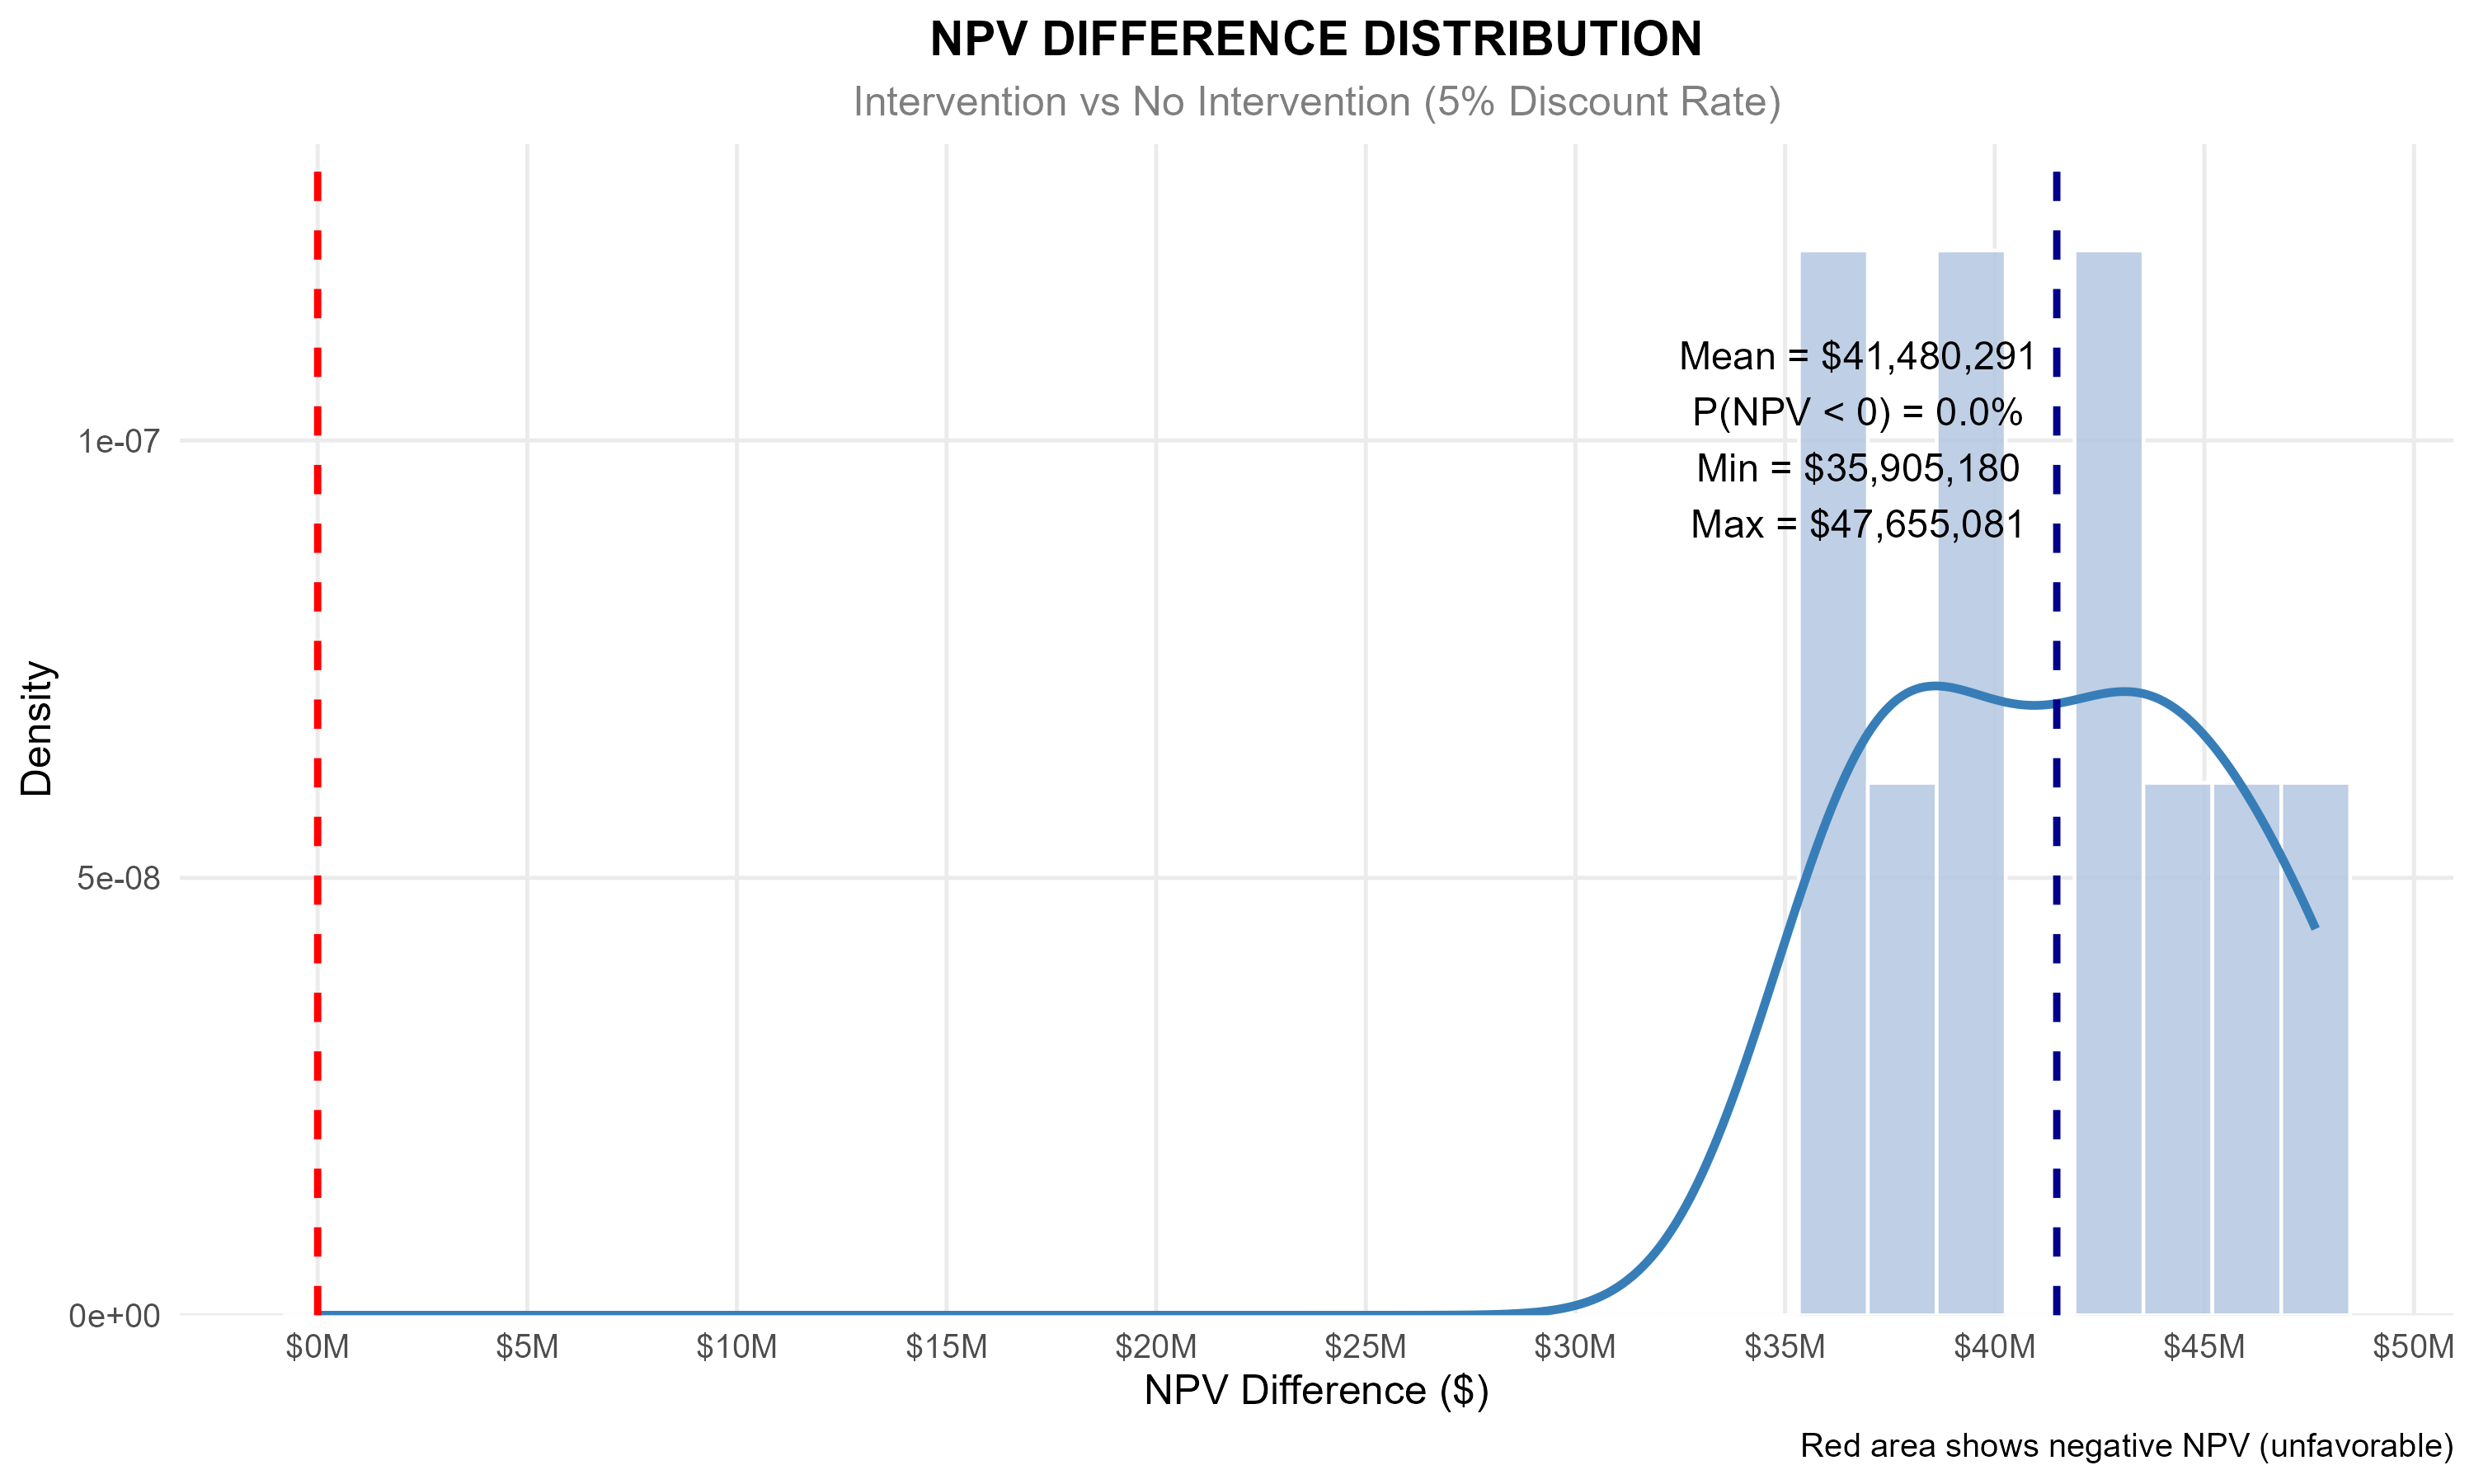 NPV DIFFERENCE DISTRIBUTION
Intervention vs No Intervention (5% Discount Rate)
Mean = $41,480,291
P(NPV < 0) = 0.0%
Min = $35,905,180
Max = $47,655,081
Density
1e-07
5e-08
0e+00
$0M $5M $10M $15M $20M $25M $30M $35M $40M $45M $50M
NPV Difference ($)
Red area shows negative NPV (unfavorable)